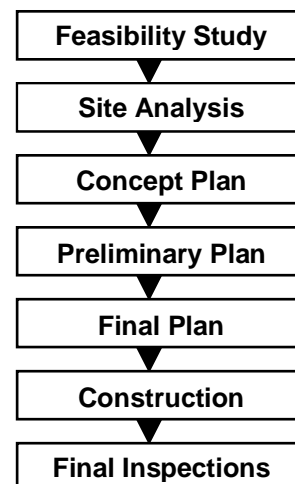 Feasibility Study
Site Analysis
Concept Plan
Preliminary Plan
Final Plan
Construction
Final Inspections